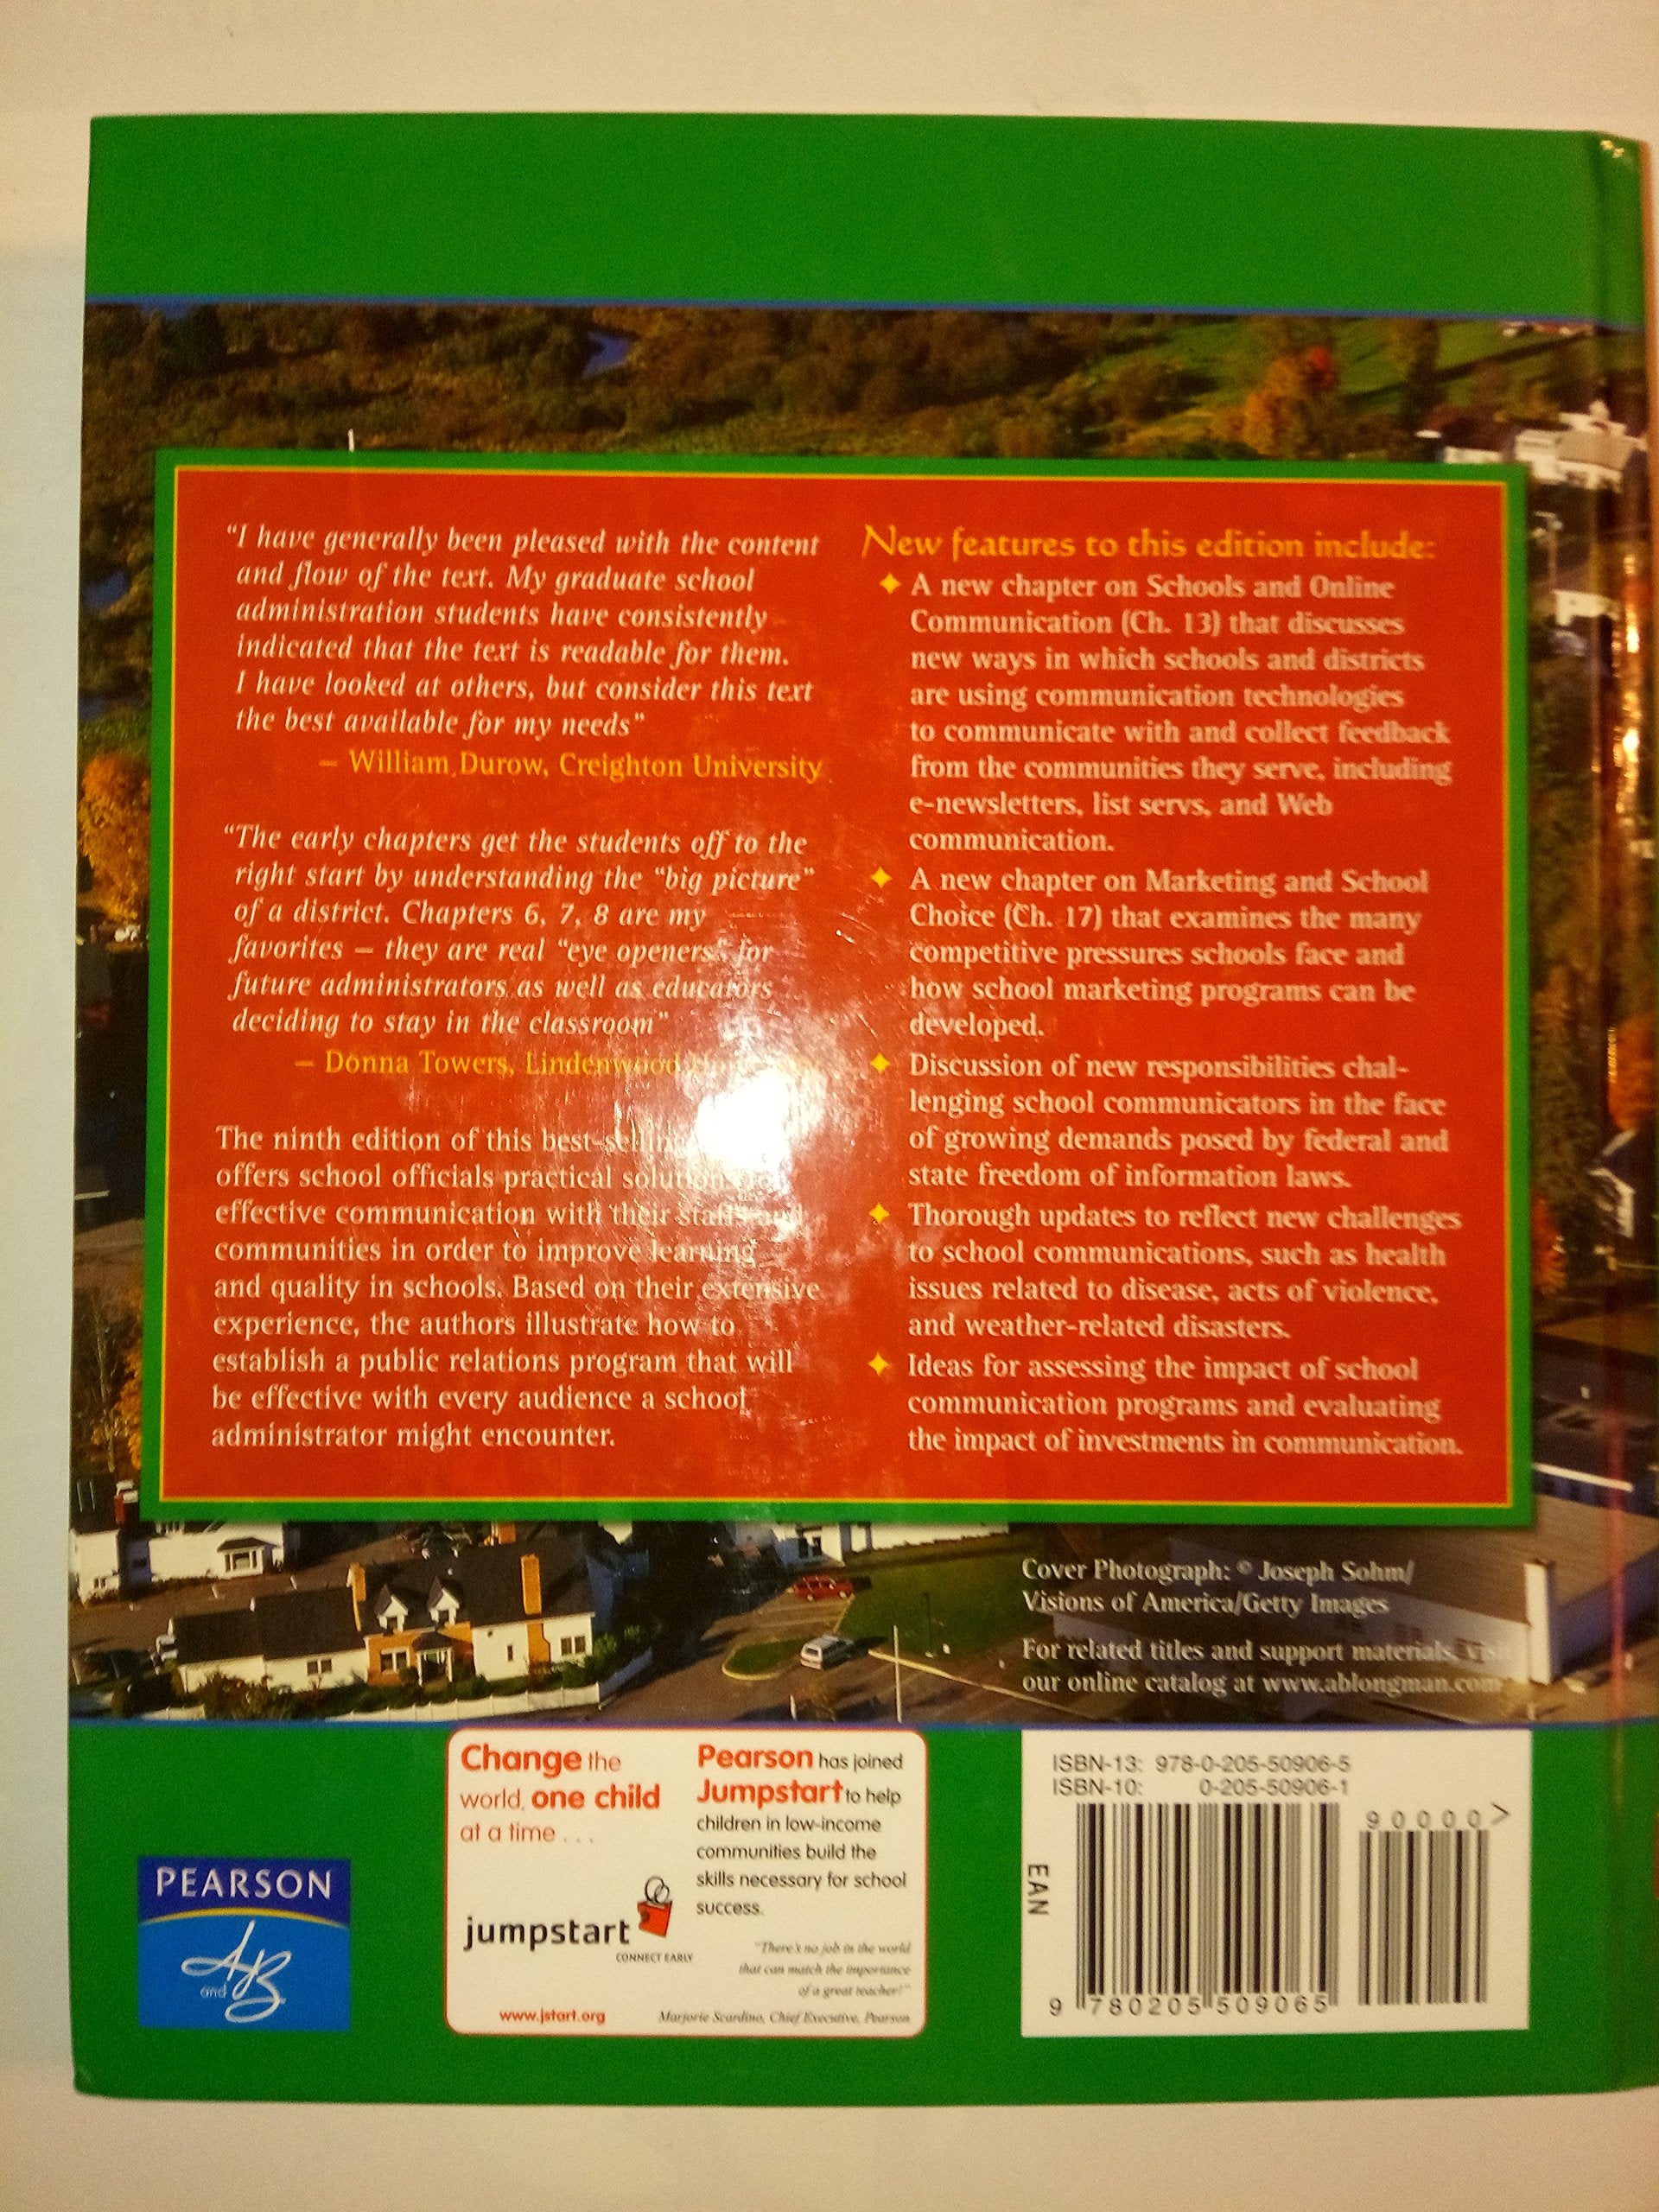 “I have generally been pleased with the content
and flow of the text. My graduate school
administration students have consistently
indicated that the text is readable for them.
I have looked at others, but consider this text
the best available for my needs”
– William Durow, Creighton University
“The early chapters get the students off to the
right start by understanding the “big picture”
of a district. Chapters 6, 7, 8 are my
favorites – they are real “eye openers” for
future administrators as well as educators
deciding to stay in the classroom”
– Donna Towers, Lindenwood
The ninth edition of this best-selling
offers school officials practical solutions
effective communication with their staffs and
communities in order to improve learning
and quality in schools. Based on their extensive
experience, the authors illustrate how to
establish a public relations program that will
be effective with every audience a school
administrator might encounter.
New features to this edition include:
✦ A new chapter on Schools and Online
Communication (Ch. 13) that discusses
new ways in which schools and districts
are using communication technologies
to communicate with and collect feedback
from the communities they serve, including
e-newsletters, list servs, and Web
communication.
✦ A new chapter on Marketing and School
Choice (Ch. 17) that examines the many
competitive pressures schools face and
how school marketing programs can be
developed.
✦ Discussion of new responsibilities chal-
lenging school communicators in the face
of growing demands posed by federal and
state freedom of information laws.
✦ Thorough updates to reflect new challenges
to school communications, such as health
issues related to disease, acts of violence,
and weather-related disasters.
✦ Ideas for assessing the impact of school
communication programs and evaluating
the impact of investments in communication.
Cover Photograph: © Joseph Sohm/
Visions of America/Getty Images
For related titles and support materials, visit
our online catalog at www.ablongman.com
PEARSON
A and B
Change the
world, one child
at a time . . .
jumpstart
CONNECT EARLY
www.jstart.org
Pearson has joined
Jumpstart to help
children in low-income
communities build the
skills necessary for school
success.
“There's no job in the world
that can match the importance
of a great teacher!”
Marjorie Scardino, Chief Executive, Pearson
ISBN-13: 978-0-205-50906-5
ISBN-10: 0-205-50906-1
90000>
EAN
9 780205 509065